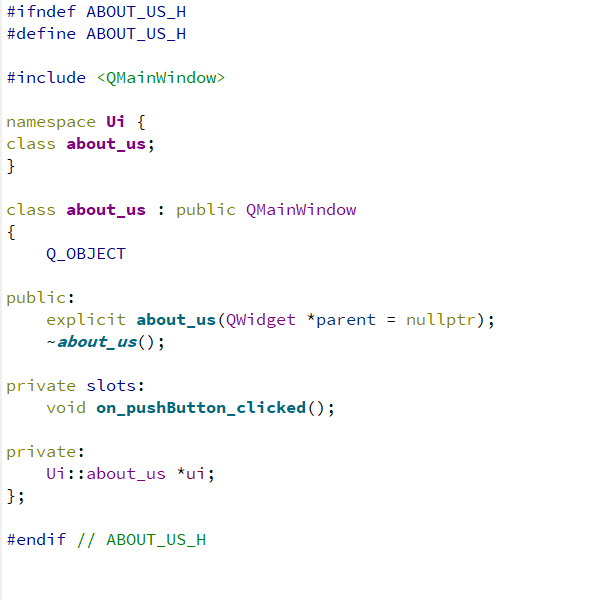 #ifndef ABOUT_US_H
#define ABOUT_US_H

#include <QMainWindow>

namespace Ui {
class about_us;
}

class about_us : public QMainWindow
{
    Q_OBJECT

public:
    explicit about_us(QWidget *parent = nullptr);
    ~about_us();

private slots:
    void on_pushButton_clicked();

private:
    Ui::about_us *ui;
};

#endif // ABOUT_US_H